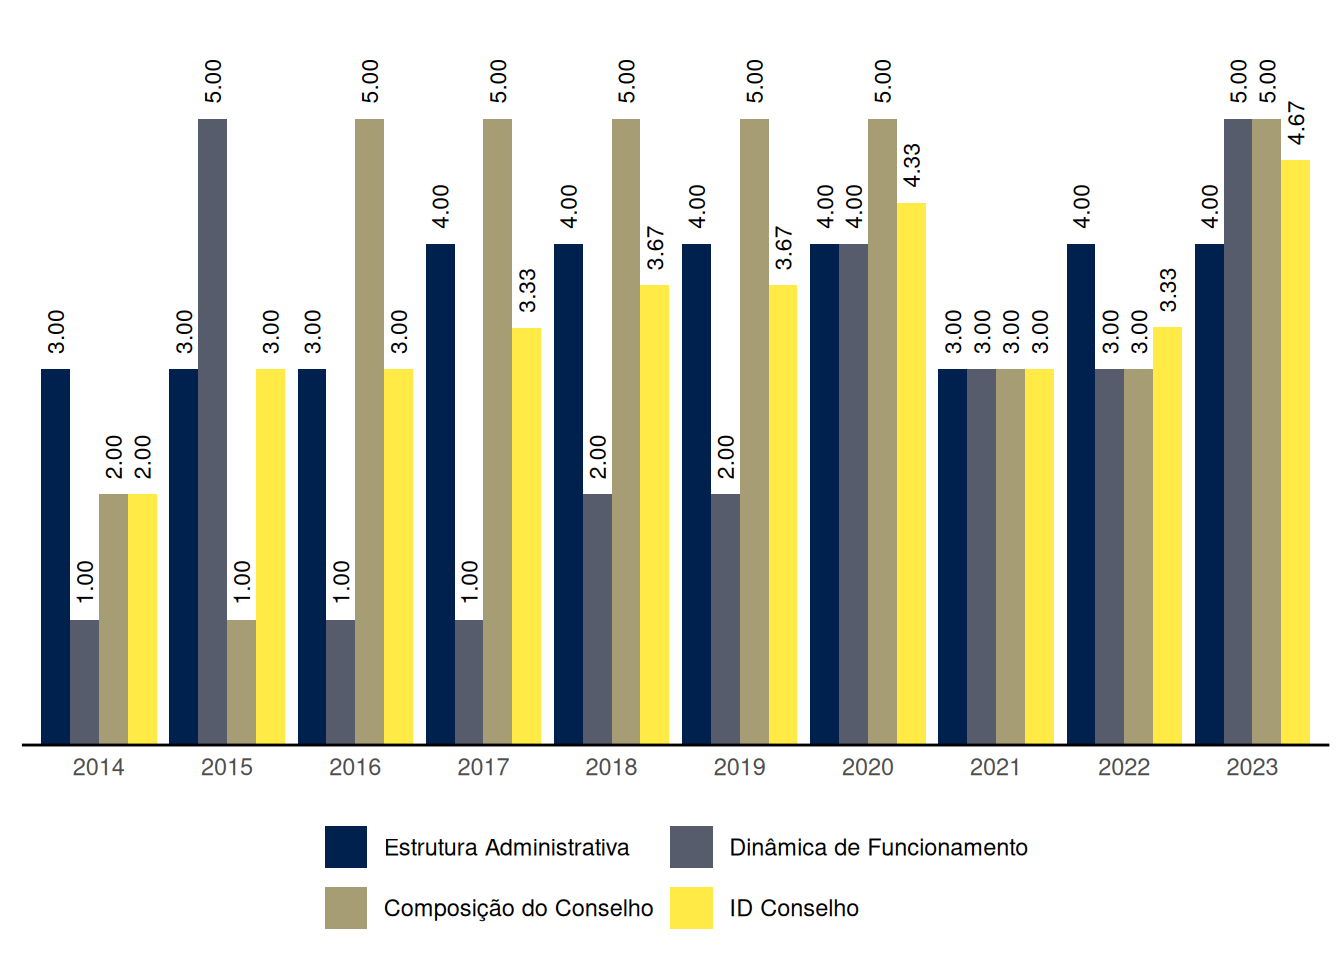 3.00 1.00 2.00 2.00
3.00 5.00 1.00 3.00
3.00 1.00 5.00 3.00
4.00 1.00 5.00 3.33
4.00 2.00 5.00 3.67
4.00 2.00 5.00 3.67
4.00 4.00 5.00 4.33
3.00 3.00 3.00 3.00
4.00 3.00 3.00 3.33
4.00 5.00 5.00 4.67
2014 2015 2016 2017 2018 2019 2020 2021 2022 2023
Estrutura Administrativa Dinâmica de Funcionamento
Composição do Conselho ID Conselho